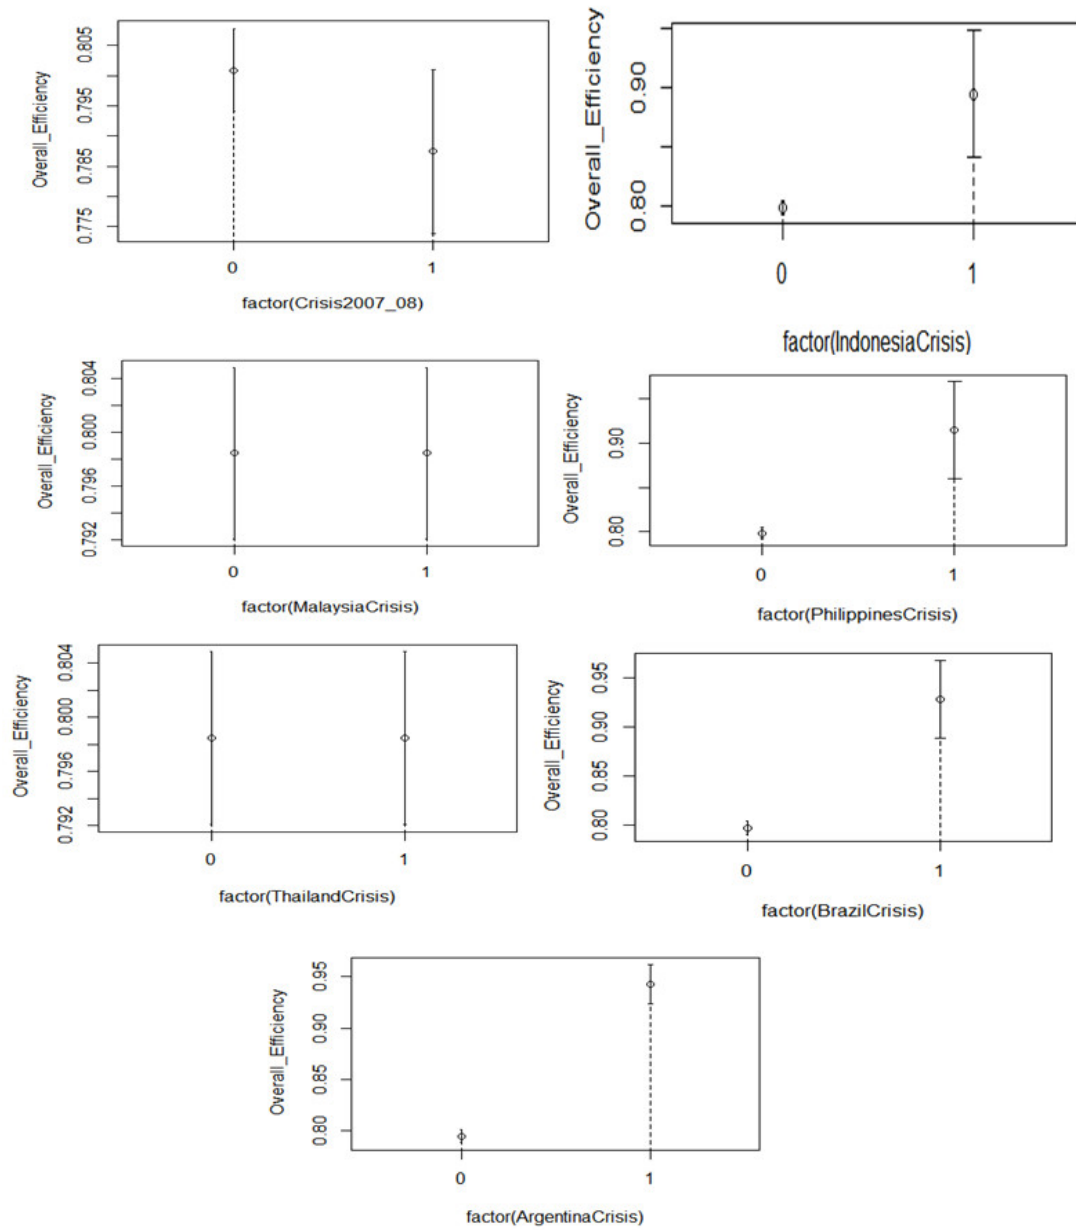 Overall_Efficiency
0.805
0.795
0.785
0.775
0 1
factor(Crisis2007_08)
Overall_Efficiency
0.90
0.80
0 1
factor(IndonesiaCrisis)
Overall_Efficiency
0.804
0.800
0.796
0.792
0 1
factor(MalaysiaCrisis)
Overall_Efficiency
0.90
0.80
0 1
factor(PhilippinesCrisis)
Overall_Efficiency
0.804
0.800
0.796
0.792
0 1
factor(ThailandCrisis)
Overall_Efficiency
0.95
0.90
0.85
0.80
0 1
factor(BrazilCrisis)
Overall_Efficiency
0.95
0.90
0.85
0.80
0 1
factor(ArgentinaCrisis)